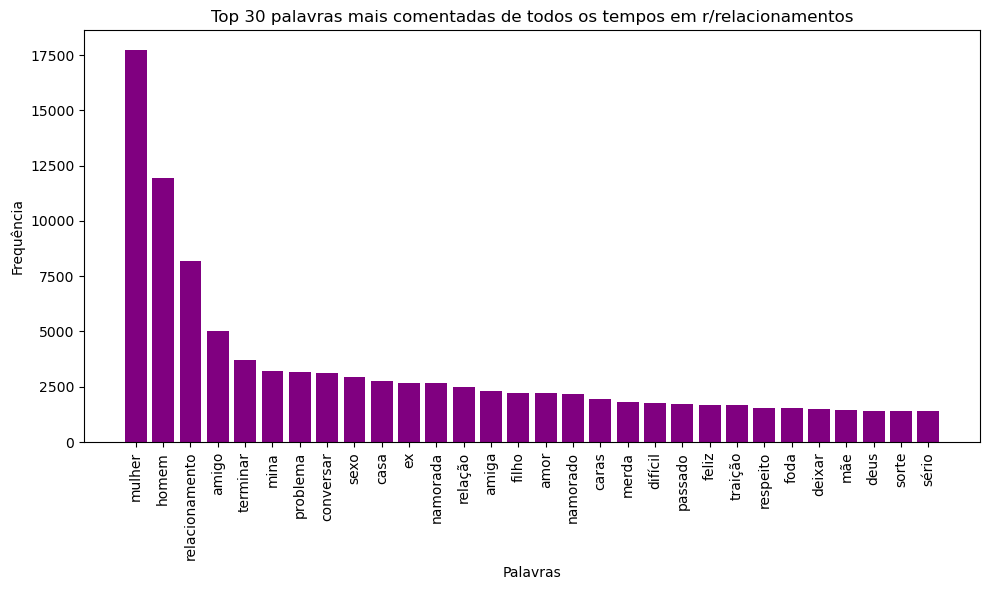 Top 30 palavras mais comentadas de todos os tempos em r/relacionamentos
Frequência
17500
15000
12500
10000
7500
5000
2500
0
mulher
homem
relacionamento
amigo
terminar
mina
problema
conversar
sexo
casa
ex
namorada
relação
amiga
filho
amor
namorado
caras
merda
difícil
passado
feliz
traição
respeito
foda
deixar
mãe
deus
sorte
sério
Palavras